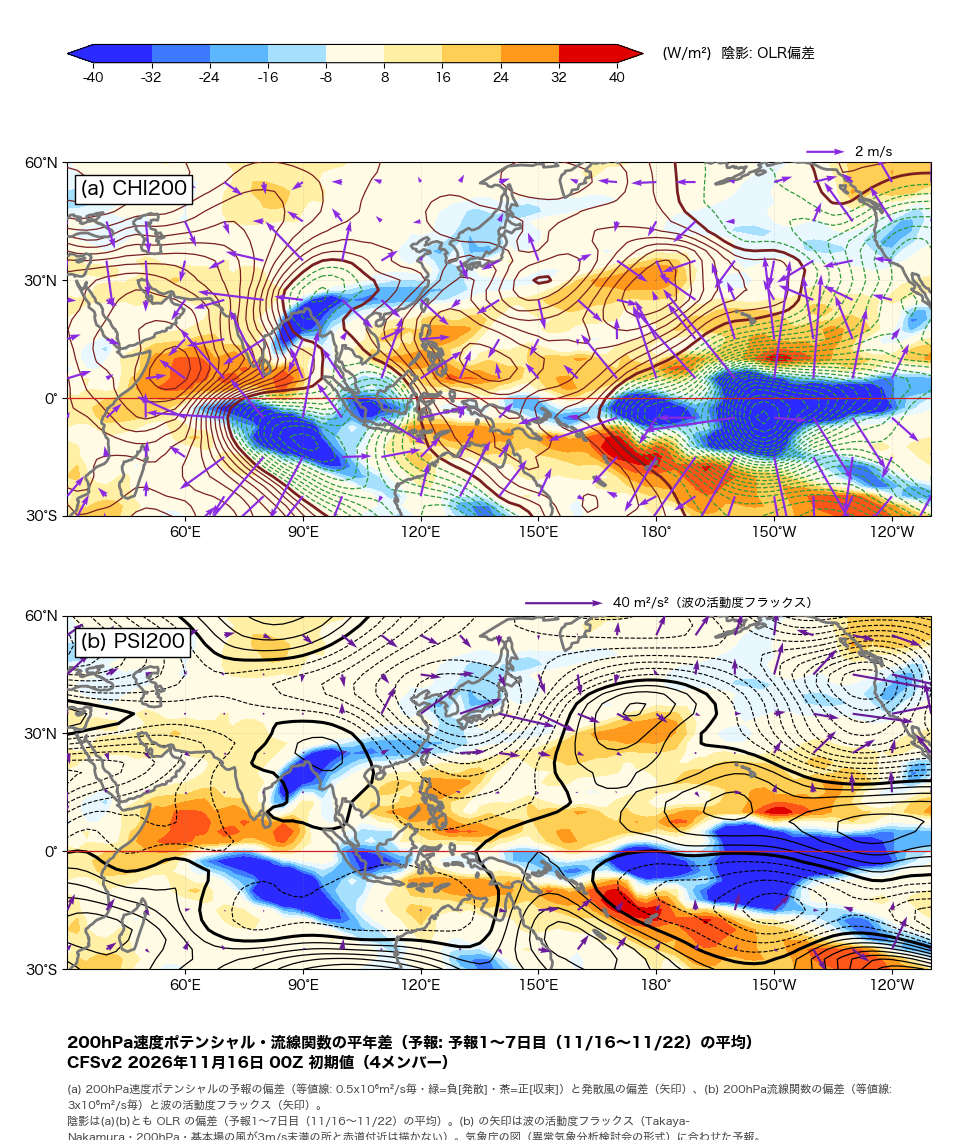 (W/m²) 陰影: OLR偏差
-40 -32 -24 -16 -8 8 16 24 32 40
2 m/s
(a) CHI200
60°N
30°N
0°
30°S
60°E 90°E 120°E 150°E 180° 150°W 120°W
40 m²/s²（波の活動度フラックス）
(b) PSI200
60°N
30°N
0°
30°S
60°E 90°E 120°E 150°E 180° 150°W 120°W
200hPa速度ポテンシャル・流線関数の平年差（予報: 予報1〜7日目（11/16〜11/22）の平均）
CFSv2 2026年11月16日 00Z 初期値（4メンバー）
(a) 200hPa速度ポテンシャルの予報の偏差（等値線: 0.5x10⁶m²/s毎・緑=負[発散]・茶=正[収束]）と発散風の偏差（矢印）、(b) 200hPa流線関数の偏差（等値線:
3x10⁶m²/s毎）と波の活動度フラックス（矢印）。
陰影は(a)(b)とも OLR の偏差（予報1〜7日目（11/16〜11/22）の平均）。(b) の矢印は波の活動度フラックス（Takaya-
Nakamura・200hPa・基本場の風が3m/s未満の所と赤道付近は描かない）。気象庁の図（異常気象分析検討会の形式）に合わせた予報。